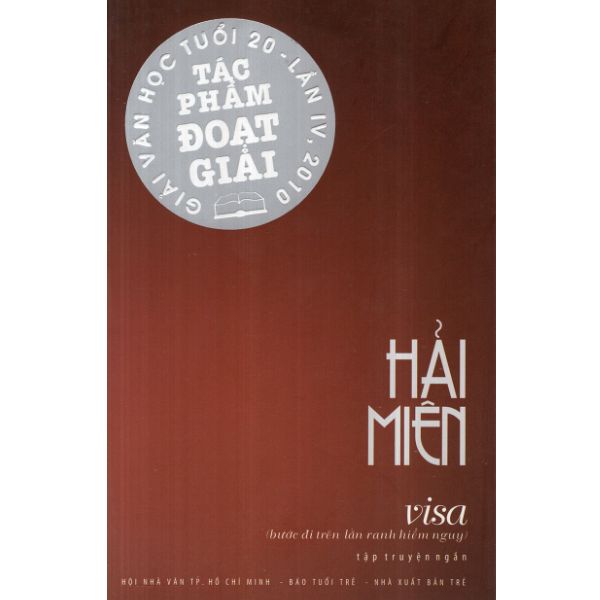 GIẢI VĂN HỌC TUỔI 20 - LẦN IV, 2010
TÁC
PHẨM
ĐOẠT
GIẢI
HẢI
MIÊN
visa
(bước đi trên lằn ranh hiểm nguy)
tập truyện ngắn
HỘI NHÀ VĂN TP. HỒ CHÍ MINH - BÁO TUỔI TRẺ - NHÀ XUẤT BẢN TRẺ